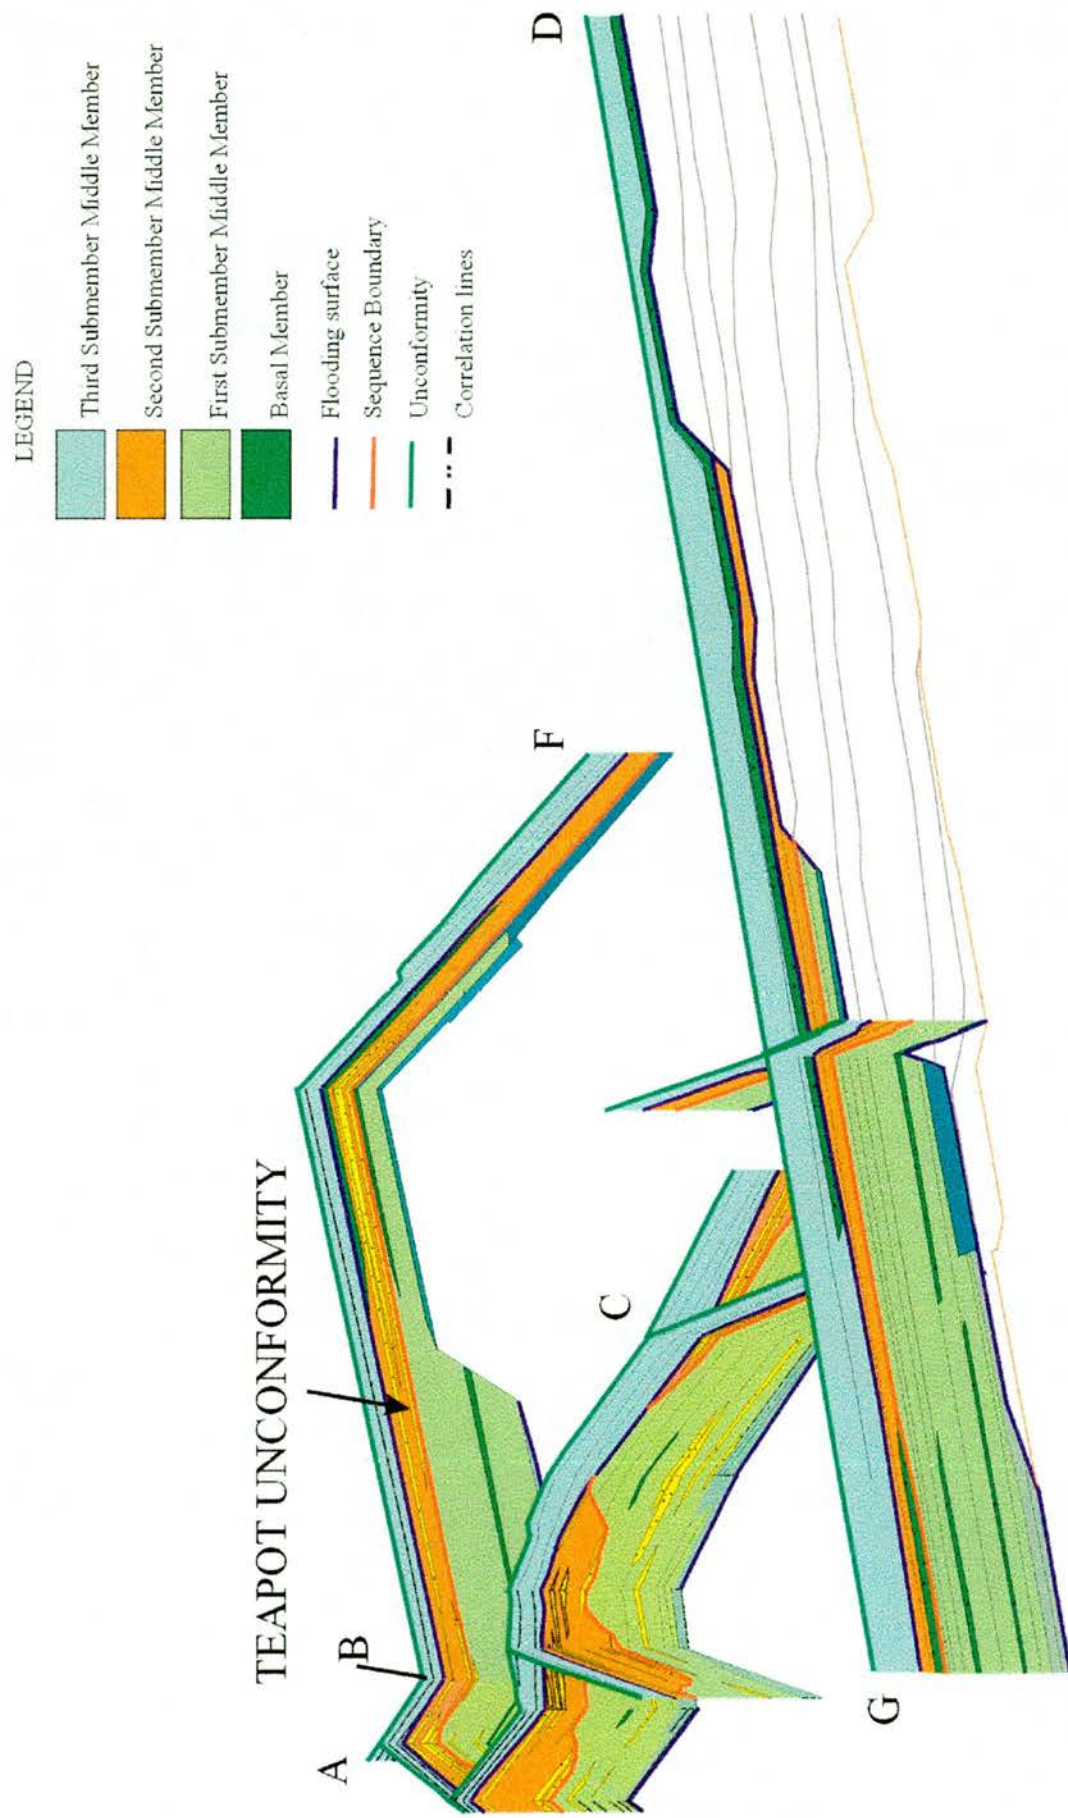 LEGEND
Third Submember Middle Member
Second Submember Middle Member
First Submember Middle Member
Basal Member
Flooding surface
Sequence Boundary
Unconformity
Correlation lines
TEAPOT UNCONFORMITY
A
B
C
D
F
G